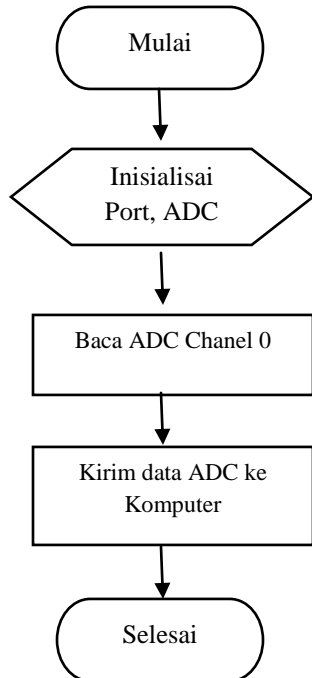 Mulai
Inisialisai
Port, ADC
Baca ADC Chanel 0
Kirim data ADC ke
Komputer
Selesai